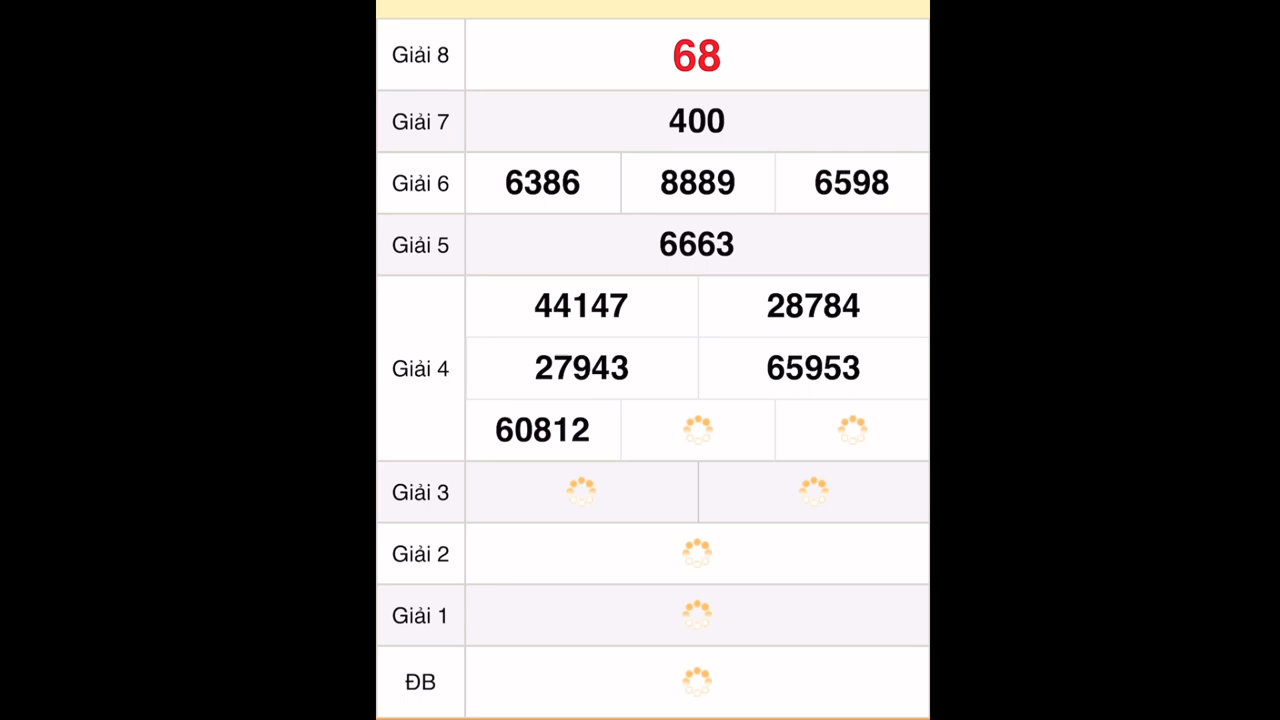 Giải 8 68
Giải 7 400
Giải 6 6386 8889 6598
Giải 5 6663
44147 28784
Giải 4 27943 65953
60812
Giải 3
Giải 2
Giải 1
ĐB